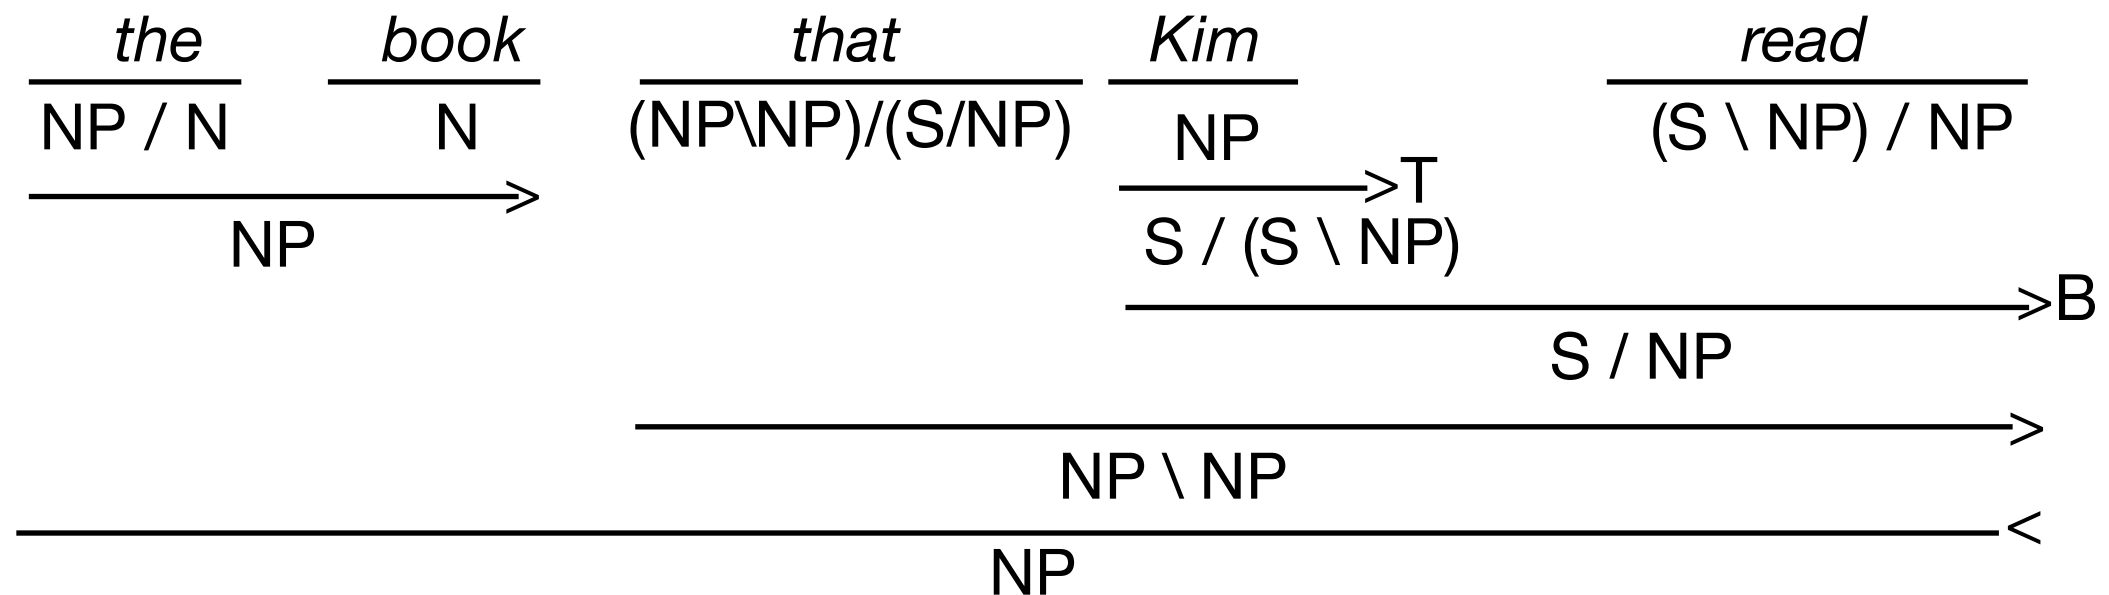 the book that Kim read
NP / N N (NP\NP)/(S/NP) NP (S \ NP) / NP
> >T
NP S / (S \ NP)
>B
S / NP
>
NP \ NP
<
NP